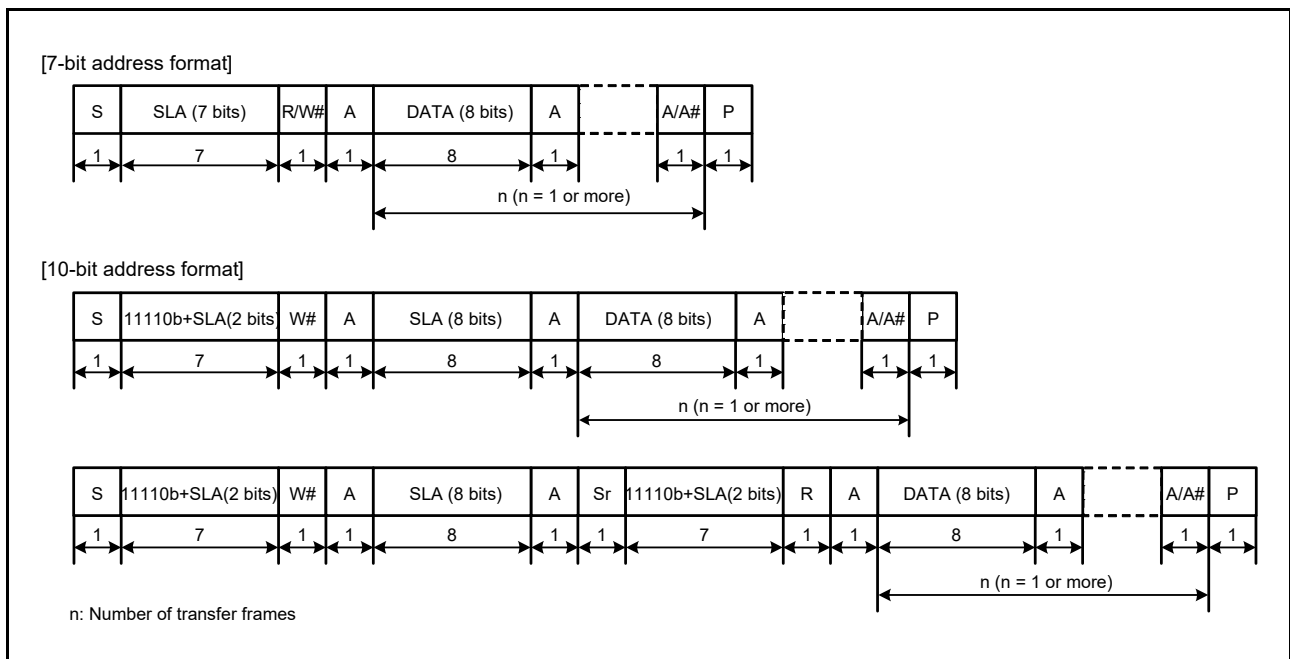 [7-bit address format]
S SLA (7 bits) R/W# A DATA (8 bits) A A/A# P
1 7 1 1 8 1 1 1
n (n = 1 or more)
[10-bit address format]
S 11110b+SLA(2 bits) W# A SLA (8 bits) A DATA (8 bits) A A/A# P
1 7 1 1 8 1 8 1 1 1
n (n = 1 or more)
S 11110b+SLA(2 bits) W# A SLA (8 bits) A Sr 11110b+SLA(2 bits) R A DATA (8 bits) A A/A# P
1 7 1 1 8 1 1 7 1 1 8 1 1 1
n (n = 1 or more)
n: Number of transfer frames